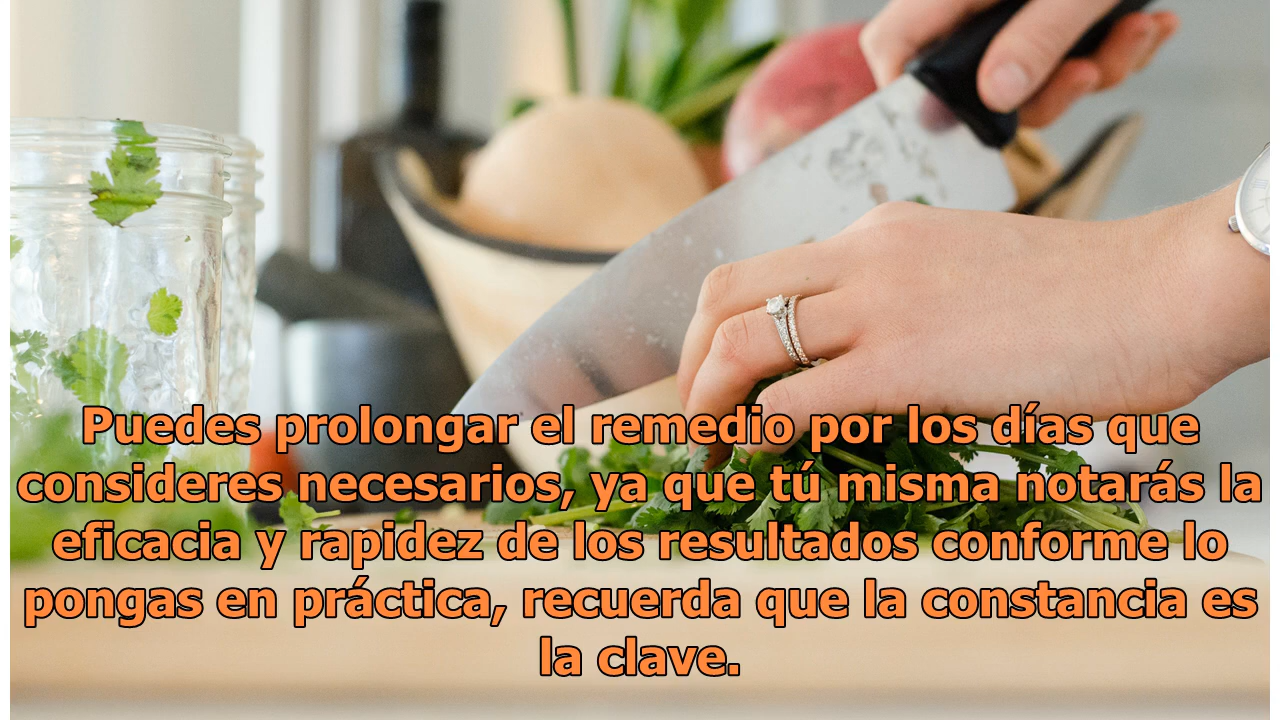 Puedes prolongar el remedio por los días que
consideres necesarios, ya que tú misma notarás la
eficacia y rapidez de los resultados conforme lo
pongas en práctica, recuerda que la constancia es
la clave.